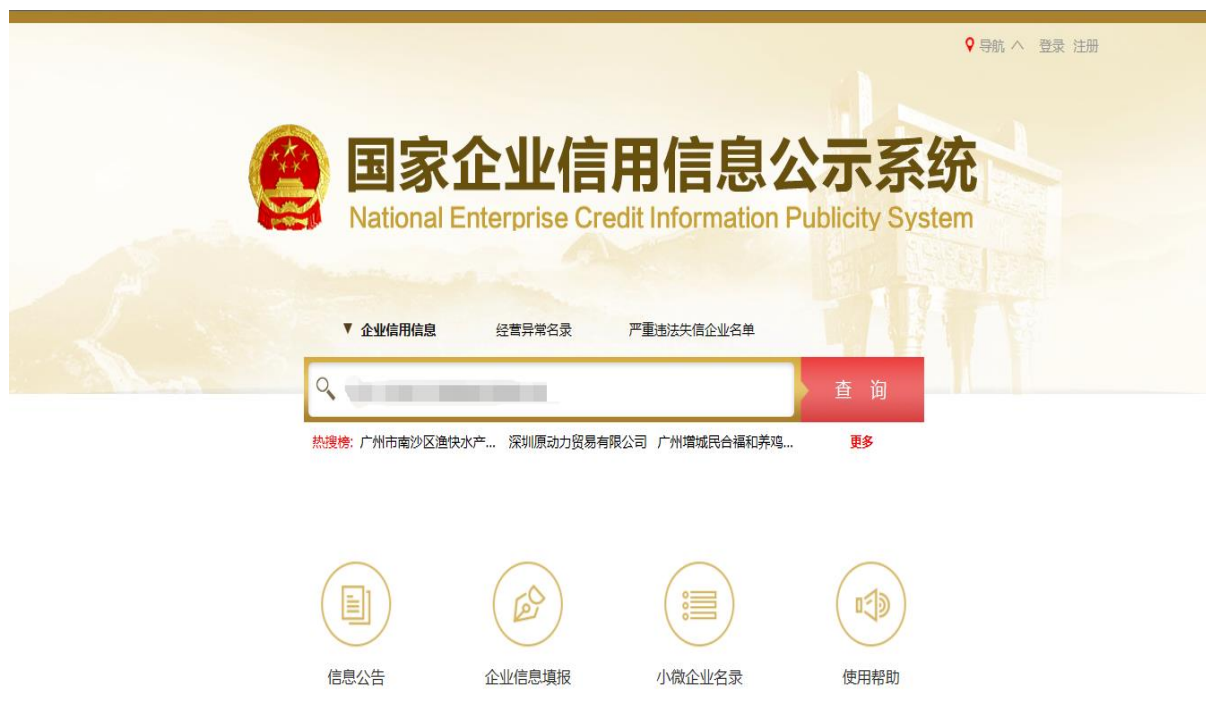 导航 登录 注册
国家企业信用信息公示系统
National Enterprise Credit Information Publicity System
企业信用信息 经营异常名录 严重违法失信企业名单
查 询
热搜榜: 广州市南沙区渔快水产... 深圳原动力贸易有限公司 广州增城民合福和养鸡... 更多
信息公告 企业信息填报 小微企业名录 使用帮助